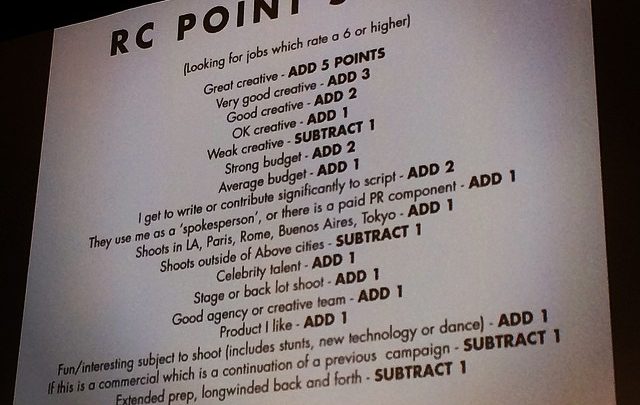 RC POINT
(Looking for jobs which rate a 6 or higher)
Great creative - ADD 5 POINTS
Very good creative - ADD 3
Good creative - ADD 2
OK creative - ADD 1
Weak creative - SUBTRACT 1
Strong budget - ADD 2
Average budget - ADD 1
I get to write or contribute significantly to script - ADD 2
They use me as a 'spokesperson', or there is a paid PR component - ADD 1
Shoots in LA, Paris, Rome, Buenos Aires, Tokyo - ADD 1
Shoots outside of Above cities - SUBTRACT 1
Celebrity talent - ADD 1
Stage or back lot shoot - ADD 1
Good agency or creative team - ADD 1
Product I like - ADD 1
Fun/interesting subject to shoot (includes stunts, new technology or dance) - ADD 1
If this is a commercial which is a continuation of a previous campaign - SUBTRACT 1
Extended prep, longwinded back and forth - SUBTRACT 1